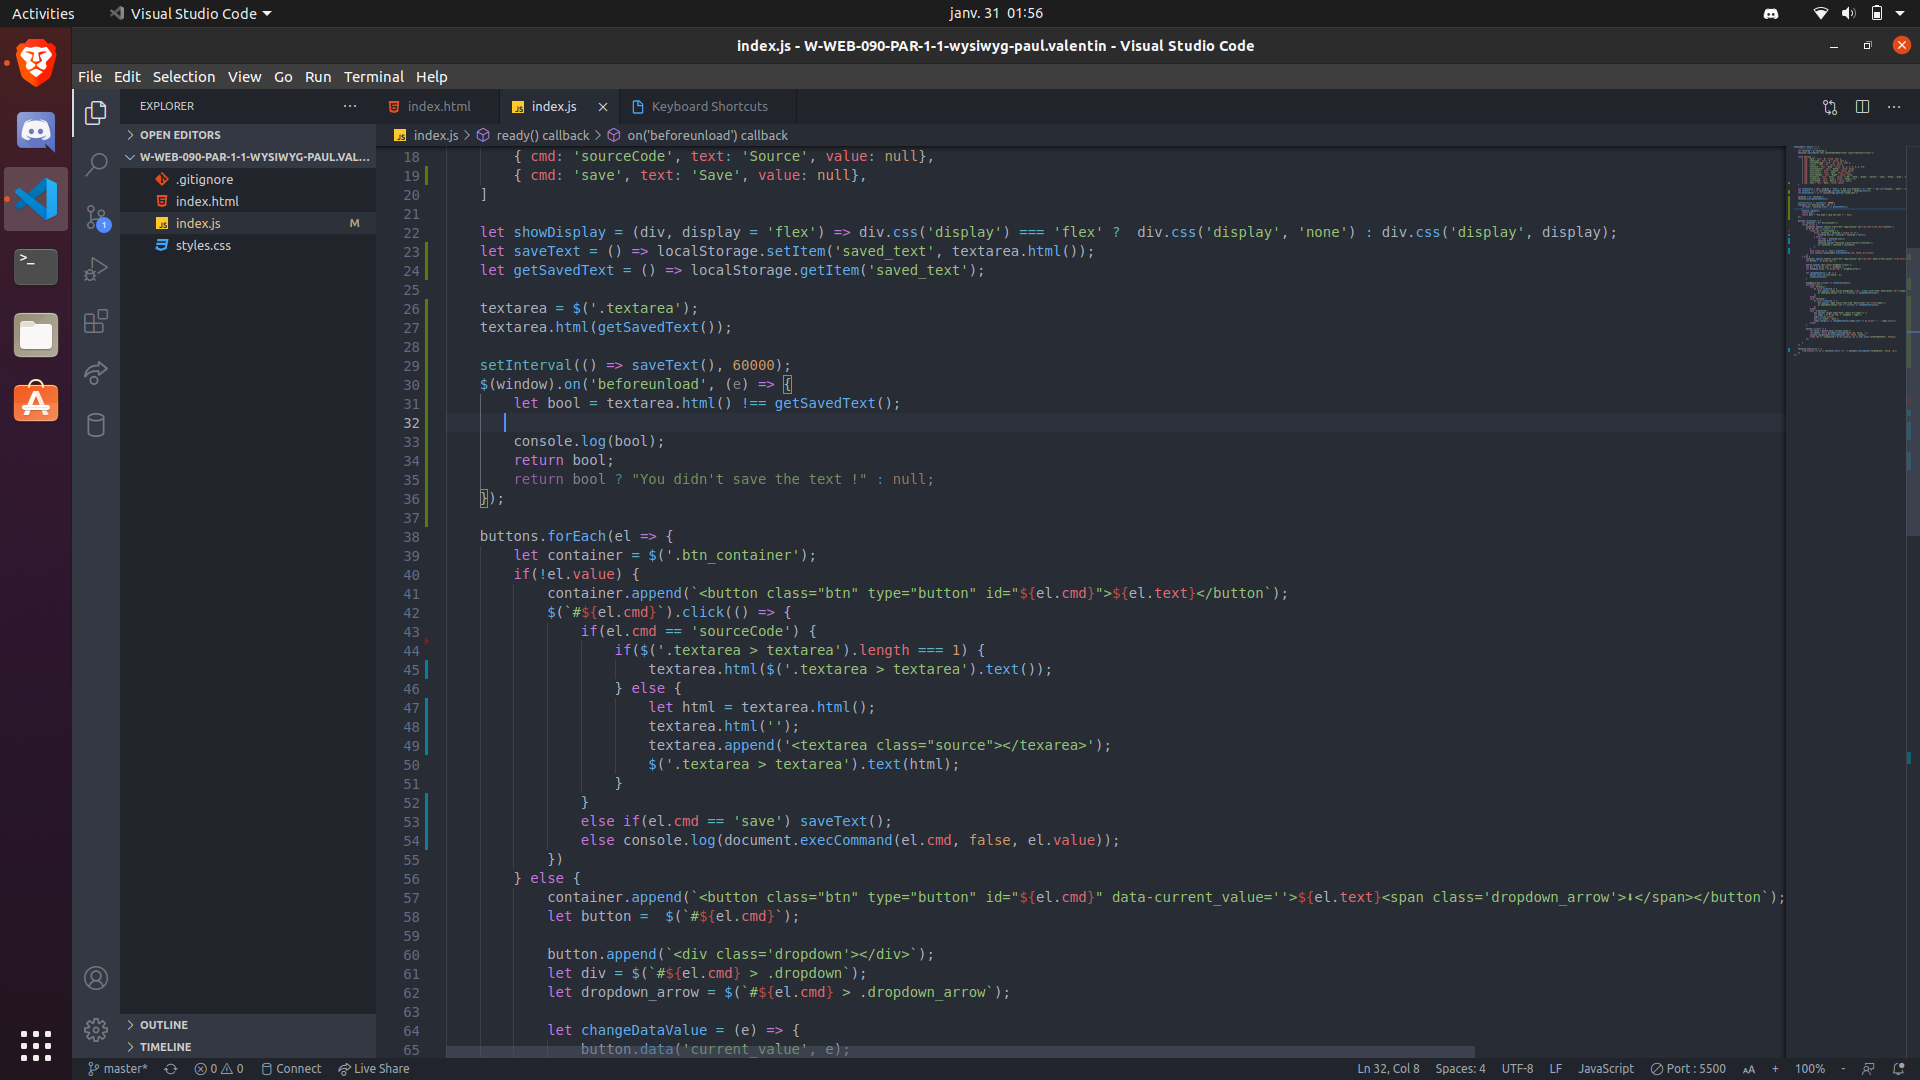 Activities
Visual Studio Code
janv. 31 01:56
index.js - W-WEB-090-PAR-1-1-wysiwyg-paul.valentin - Visual Studio Code
File Edit Selection View Go Run Terminal Help
EXPLORER
index.html
index.js
Keyboard Shortcuts
OPEN EDITORS
W-WEB-090-PAR-1-1-WYSIWYG-PAUL.VAL...
.gitignore
index.html
index.js M
styles.css
1
OUTLINE
TIMELINE
index.js > ready() callback > on('beforeunload') callback
18 { cmd: 'sourceCode', text: 'Source', value: null},
19 { cmd: 'save', text: 'Save', value: null},
20 ]
21
22 let showDisplay = (div, display = 'flex') => div.css('display') === 'flex' ?  div.css('display', 'none') : div.css('display', display);
23 let saveText = () => localStorage.setItem('saved_text', textarea.html());
24 let getSavedText = () => localStorage.getItem('saved_text');
25
26 textarea = $('.textarea');
27 textarea.html(getSavedText());
28
29 setInterval(() => saveText(), 60000);
30 $(window).on('beforeunload', (e) => {
31 let bool = textarea.html() !== getSavedText();
32
33 console.log(bool);
34 return bool;
35 return bool ? "You didn't save the text !" : null;
36 });
37
38 buttons.forEach(el => {
39 let container = $('.btn_container');
40 if(!el.value) {
41 container.append(`<button class="btn" type="button" id="${el.cmd}">${el.text}</button`);
42 $(`#${el.cmd}`).click(() => {
43 if(el.cmd == 'sourceCode') {
44 if($('.textarea > textarea').length === 1) {
45 textarea.html($('.textarea > textarea').text());
46 } else {
47 let html = textarea.html();
48 textarea.html('');
49 textarea.append('<textarea class="source"></texarea>');
50 $('.textarea > textarea').text(html);
51 }
52 }
53 else if(el.cmd == 'save') saveText();
54 else console.log(document.execCommand(el.cmd, false, el.value));
55 })
56 } else {
57 container.append(`<button class="btn" type="button" id="${el.cmd}" data-current_value=''>${el.text}<span class='dropdown_arrow'>⬇</span></button`);
58 let button =  $(`#${el.cmd}`);
59
60 button.append(`<div class='dropdown'></div>`);
61 let div = $(`#${el.cmd} > .dropdown`);
62 let dropdown_arrow = $(`#${el.cmd} > .dropdown_arrow`);
63
64 let changeDataValue = (e) => {
65 button.data('current_value', e);
master* 0 0 Connect Live Share
Ln 32, Col 8 Spaces: 4 UTF-8 LF JavaScript Port : 5500 AA + 100% -